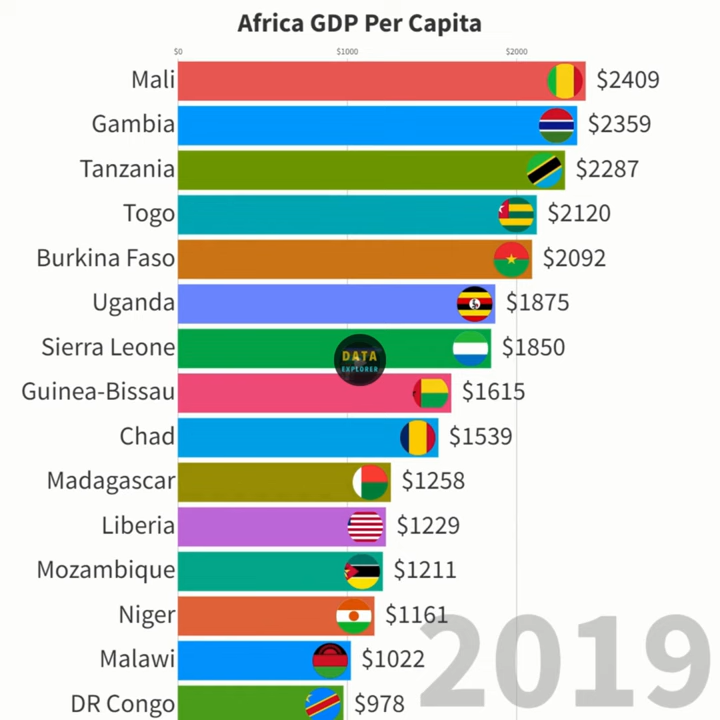 Africa GDP Per Capita
$0 $1000 $2000
Mali $2409
Gambia $2359
Tanzania $2287
Togo $2120
Burkina Faso $2092
Uganda $1875
Sierra Leone $1850
DATA
EXPLORER
Guinea-Bissau $1615
Chad $1539
Madagascar $1258
Liberia $1229
Mozambique $1211
Niger $1161
Malawi $1022
DR Congo $978
2019